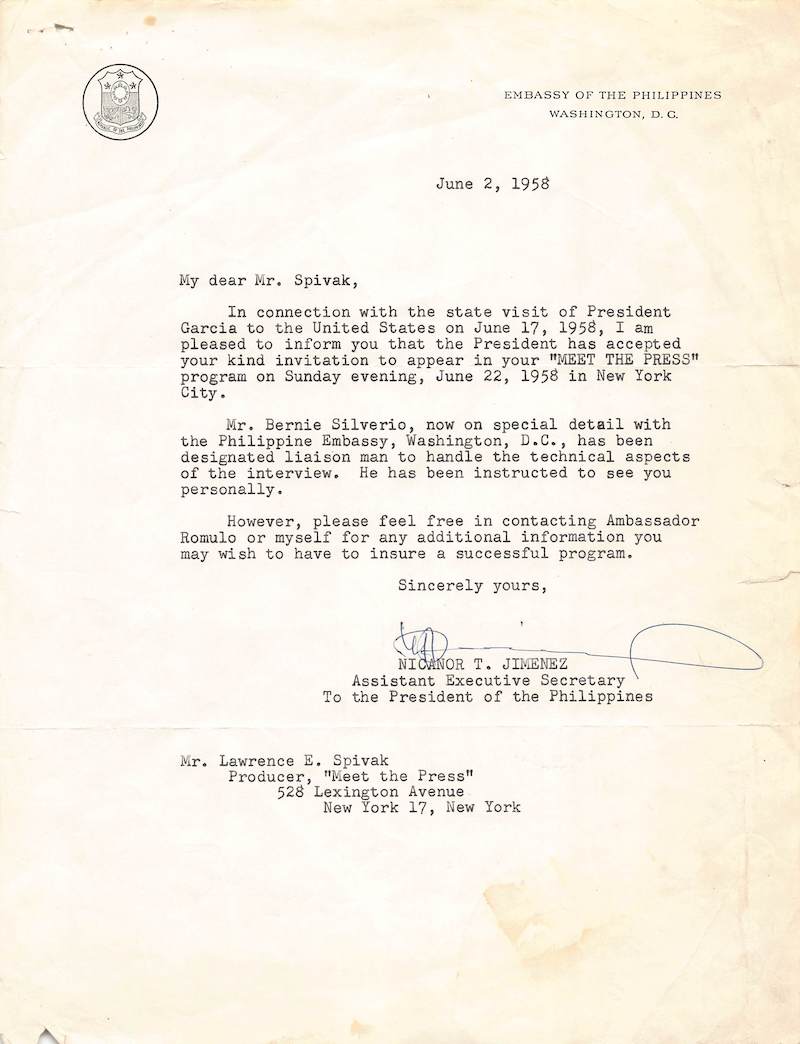 EMBASSY OF THE PHILIPPINES
WASHINGTON, D. C.
June 2, 1958
My dear Mr. Spivak,
In connection with the state visit of President
Garcia to the United States on June 17, 1958, I am
pleased to inform you that the President has accepted
your kind invitation to appear in your "MEET THE PRESS"
program on Sunday evening, June 22, 1958 in New York
City.
Mr. Bernie Silverio, now on special detail with
the Philippine Embassy, Washington, D.C., has been
designated liaison man to handle the technical aspects
of the interview. He has been instructed to see you
personally.
However, please feel free in contacting Ambassador
Romulo or myself for any additional information you
may wish to have to insure a successful program.
Sincerely yours,
NICANOR T. JIMENEZ
Assistant Executive Secretary
To the President of the Philippines
Mr. Lawrence E. Spivak
Producer, "Meet the Press"
528 Lexington Avenue
New York 17, New York